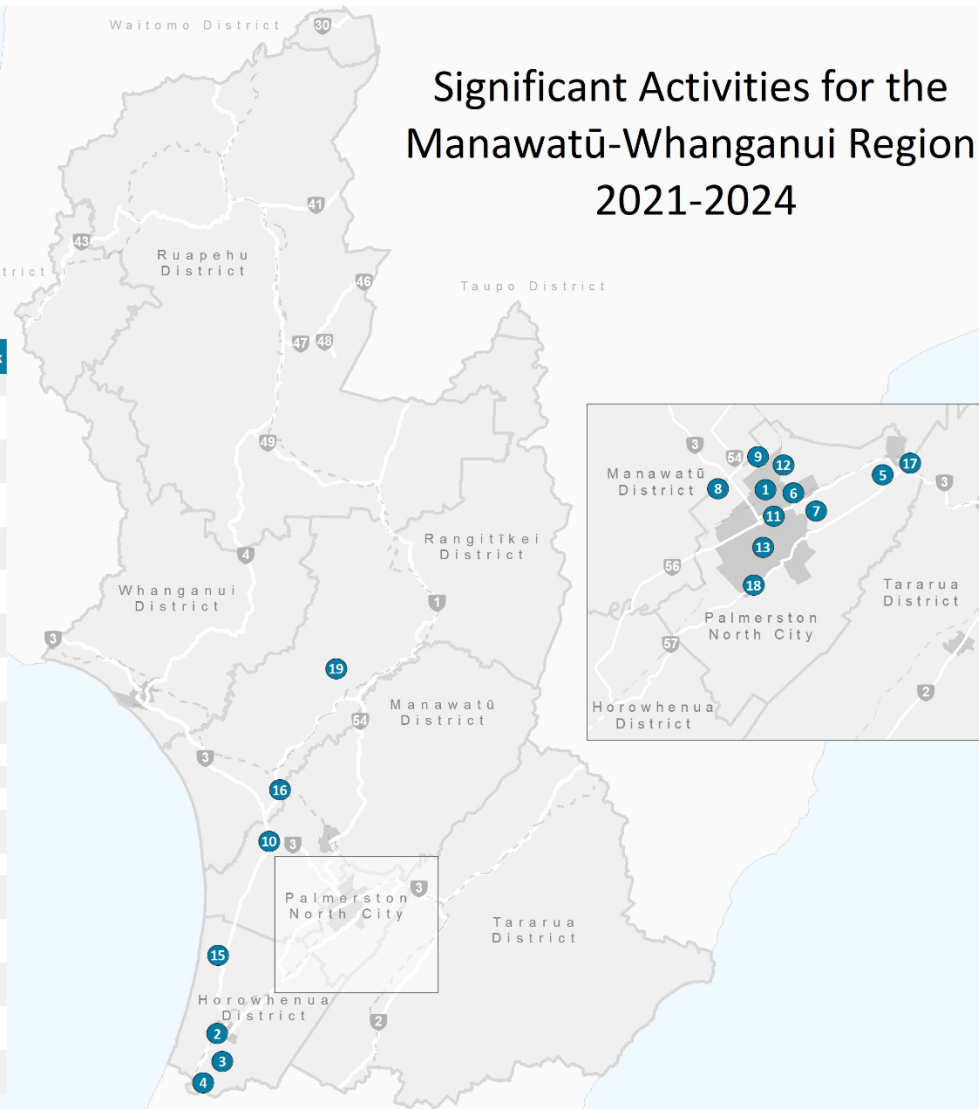 Waitomo District
30
Significant Activities for the
Manawatū-Whanganui Region
2021-2024
41
43
Ruapehu
District
trict
46
Taupo District
47
48
49
Rangitīkei
District
4
Whanganui
District
1
3
19
Manawatū
District
54
3
16
10
3
Palmerston
North City
3
Tararua
District
15
Horowhenua
District
2
2
3
4
3
54
9
12
5
17
Manawatū
District
8
1
6
3
11
7
13
56
18
Tararua
District
Palmerston
North City
57
2
Horowhenua
District